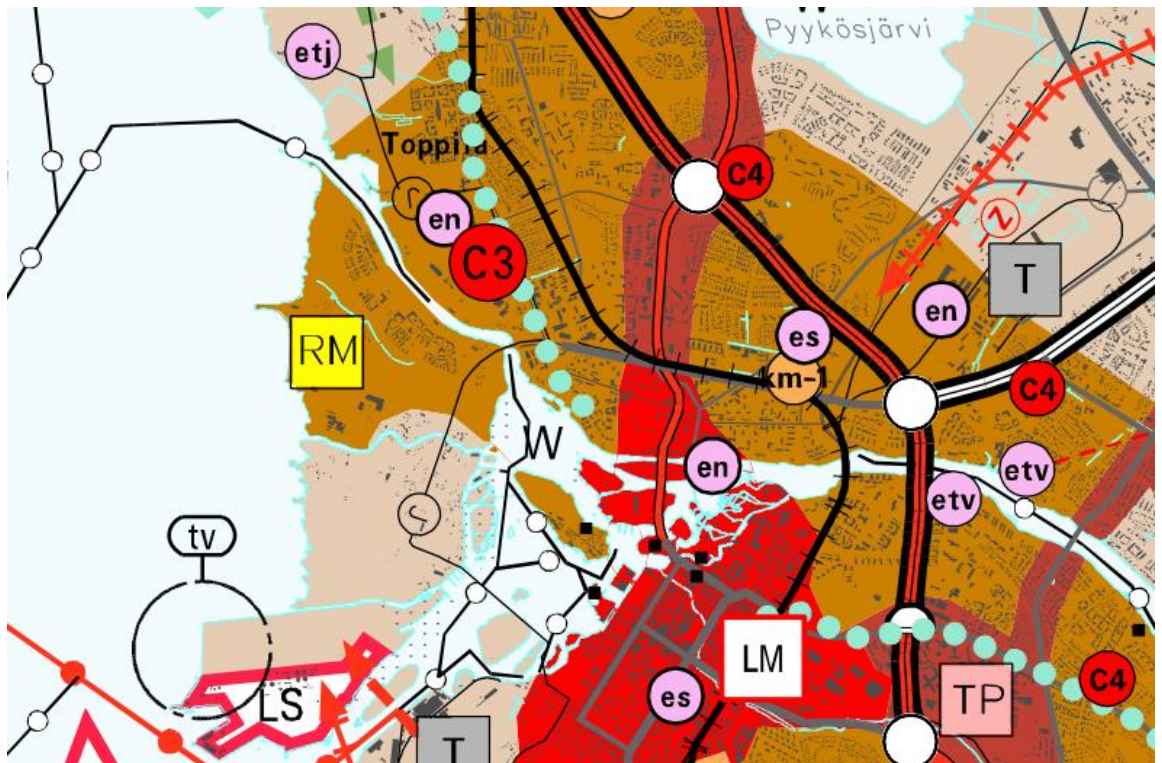 Pyykösjärvi
etj
Toppila
C4
en
C3
T
en
es
RM
km-1
C4
W
en
etv
etv
tv
LM
LS
es
TP
C4
T